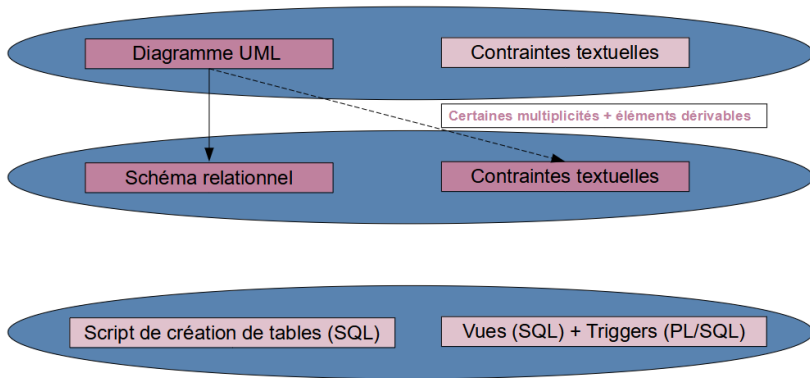 Diagramme UML
Contraintes textuelles
Certaines multiplicités + éléments dérivables
Schéma relationnel
Contraintes textuelles
Script de création de tables (SQL)
Vues (SQL) + Triggers (PL/SQL)